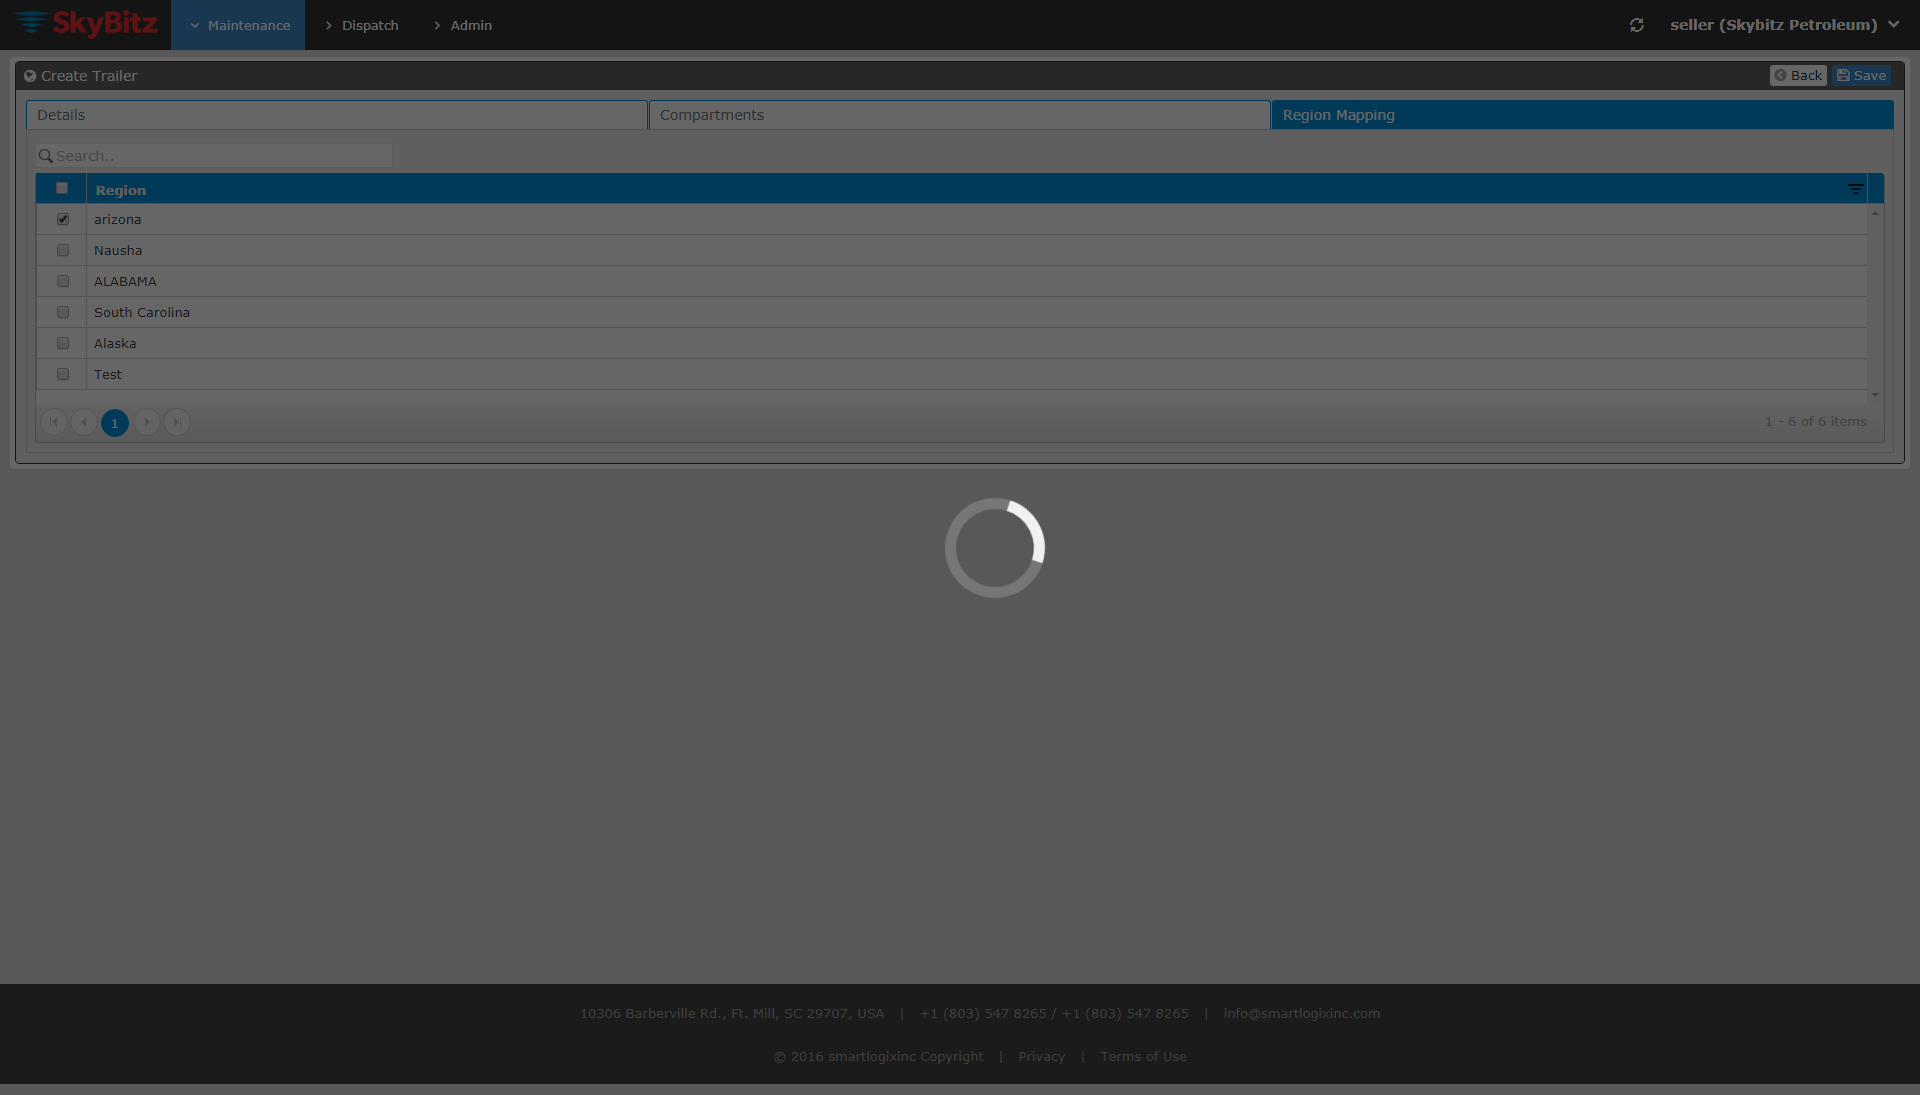 SkyBitz
Maintenance
Dispatch
Admin
seller (Skybitz Petroleum)
Create Trailer
Back
Save
Details
Compartments
Region Mapping
Search..
Region
arizona
Nausha
ALABAMA
South Carolina
Alaska
Test
1
1 - 6 of 6 items
10306 Barberville Rd., Ft. Mill, SC 29707, USA | +1 (803) 547 8265 / +1 (803) 547 8265 | info@smartlogixinc.com
© 2016 smartlogixinc Copyright | Privacy | Terms of Use